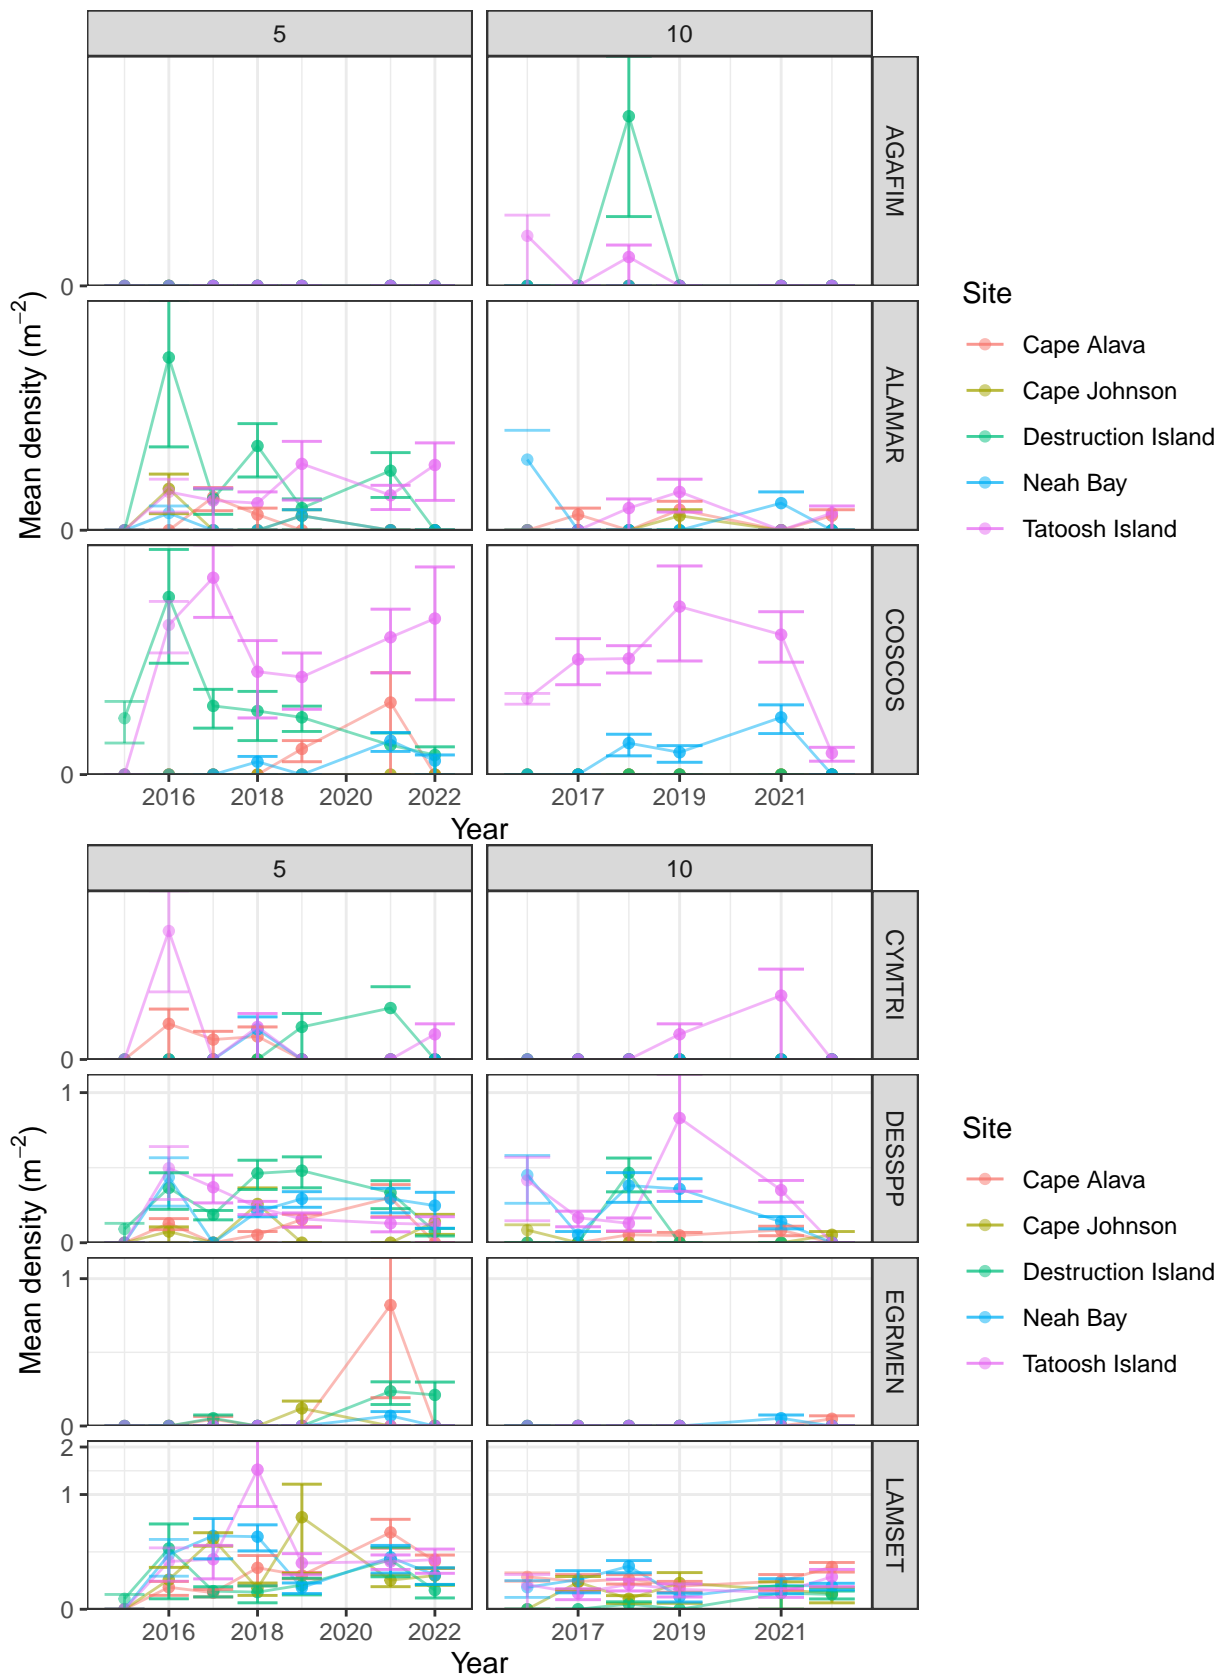 5 10
AGAFIM
0
ALAMAR
0
COSCOS
0
Mean density (m⁻²)
2016 2018 2020 2022 2017 2019 2021
Year
Site
Cape Alava
Cape Johnson
Destruction Island
Neah Bay
Tatoosh Island
5 10
CYMTRI
0
DESSPP
1
0
EGRMEN
1
0
LAMSET
2
1
0
Mean density (m⁻²)
2016 2018 2020 2022 2017 2019 2021
Year
Site
Cape Alava
Cape Johnson
Destruction Island
Neah Bay
Tatoosh Island